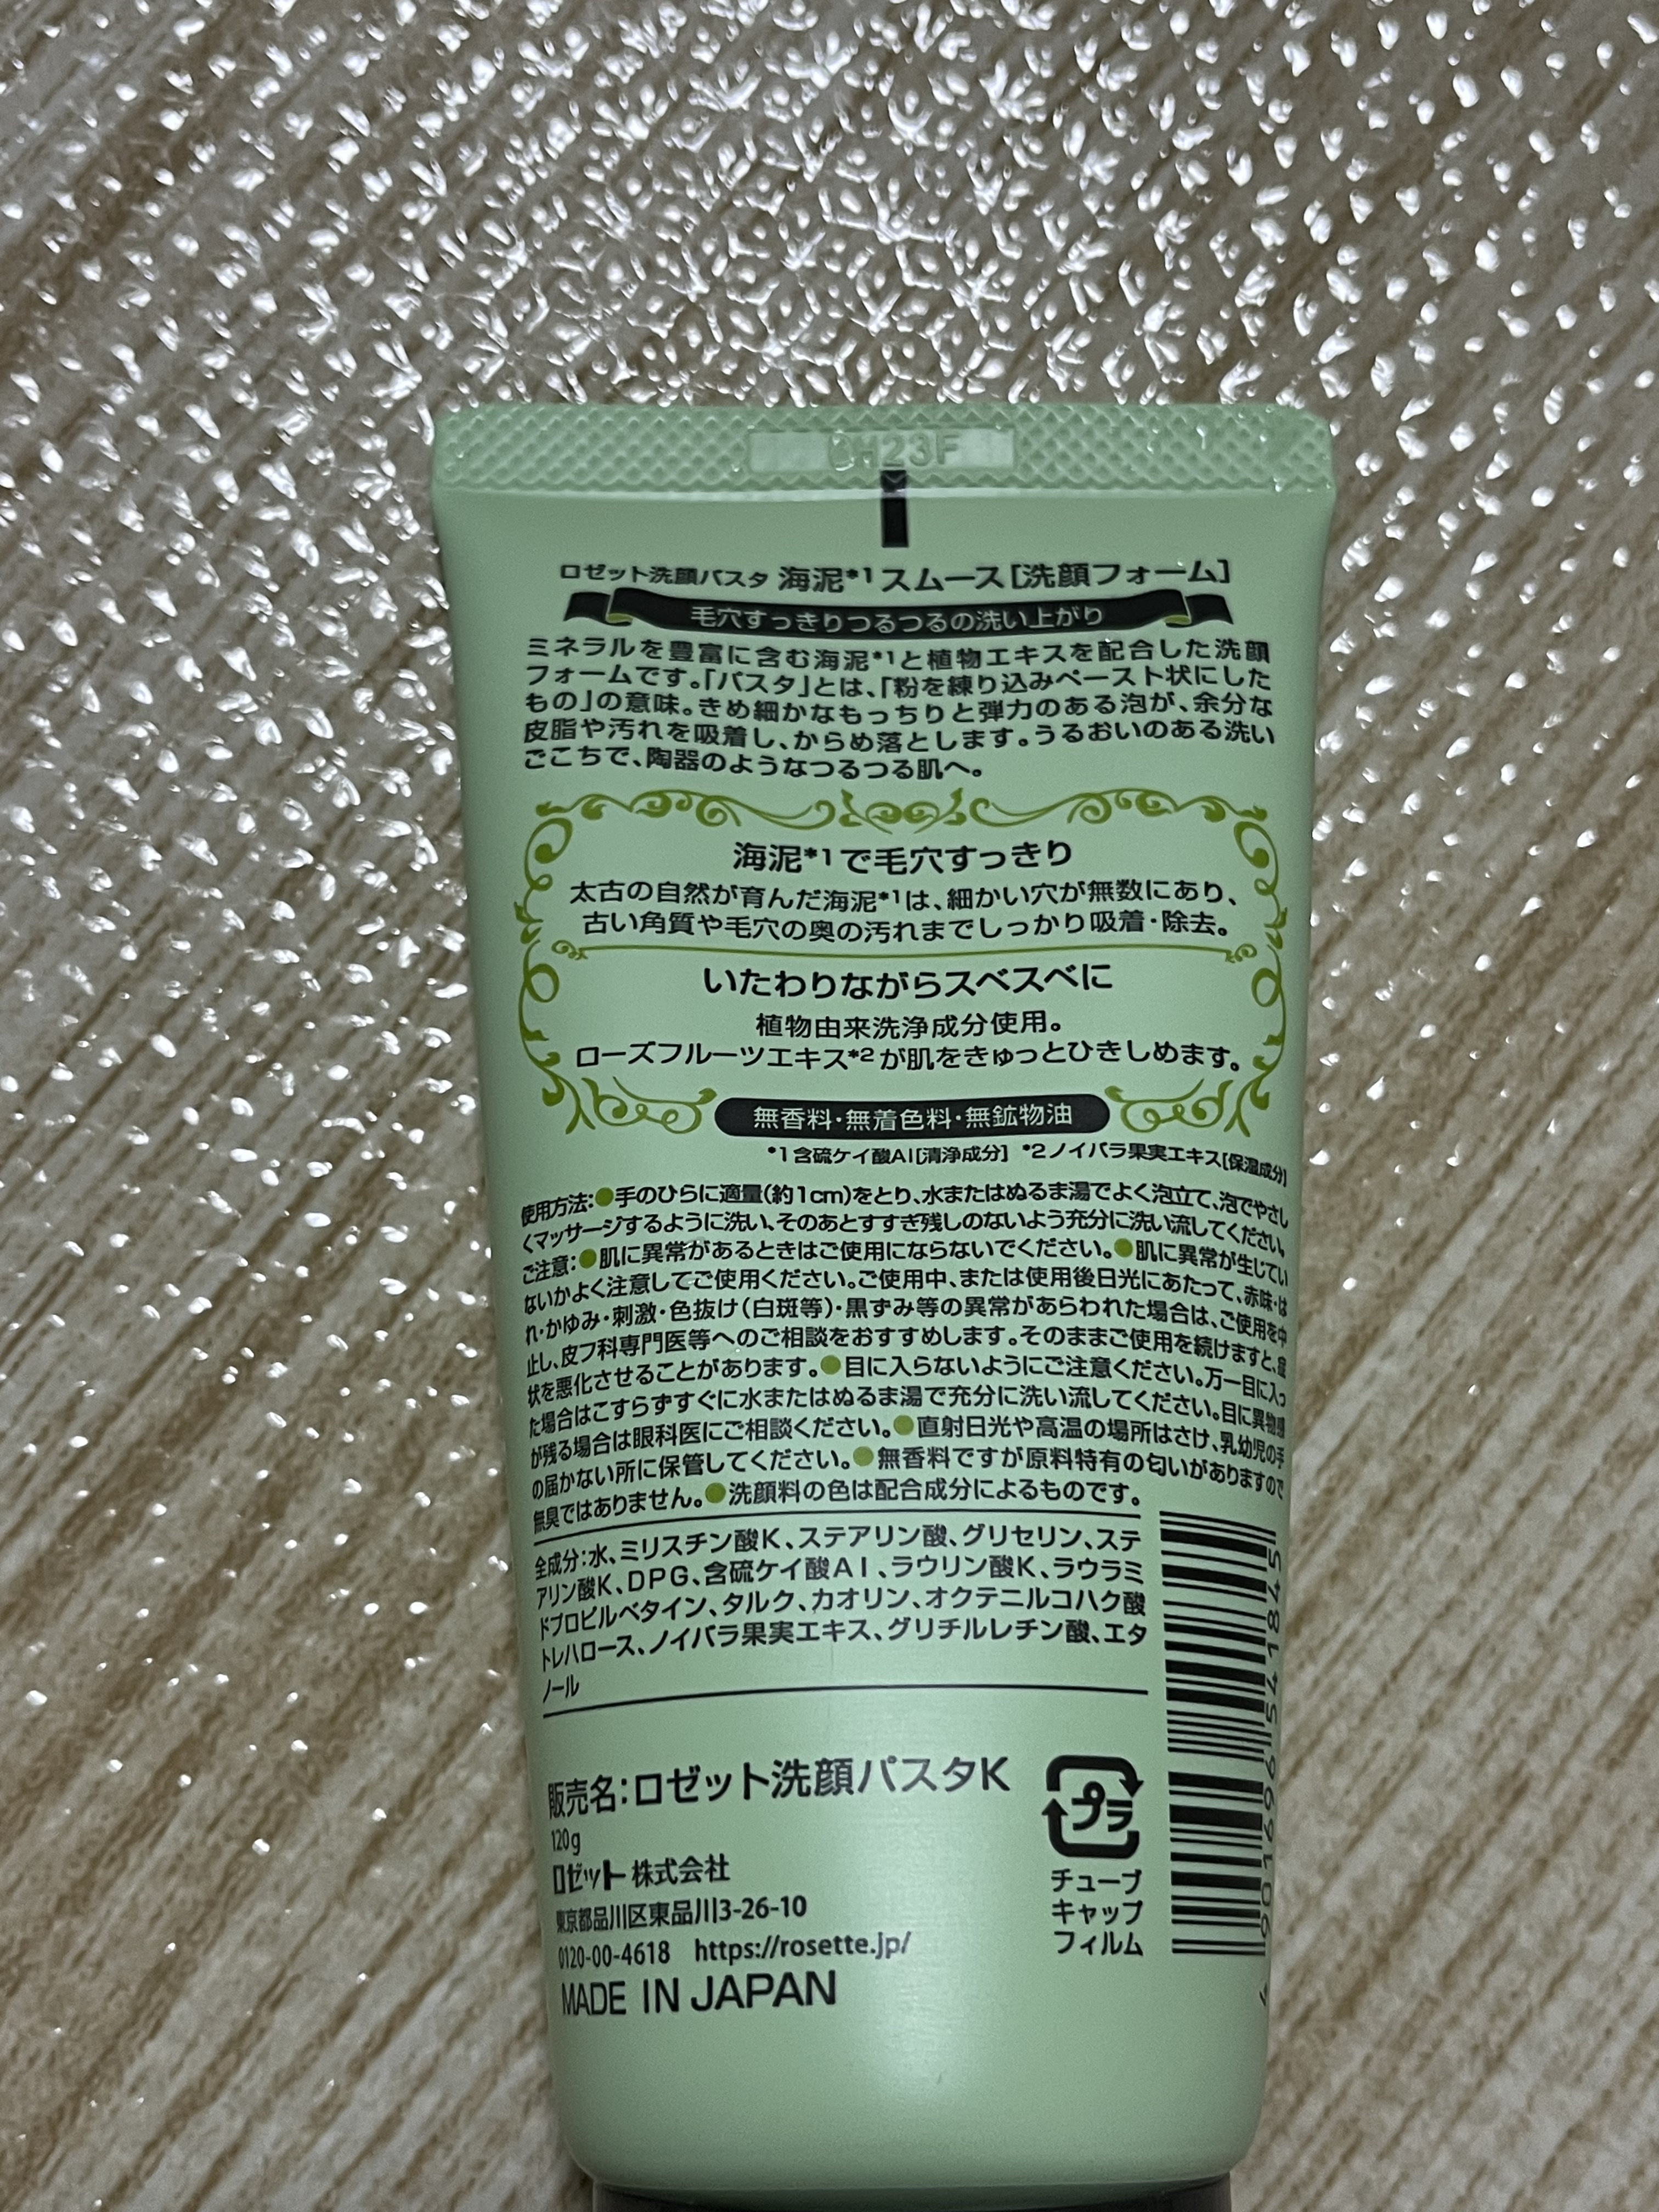 H23F
ロゼット洗顔パスタ 海泥*1スムース[洗顔フォーム]
毛穴すっきりつるつるの洗い上がり
ミネラルを豊富に含む海泥*1と植物エキスを配合した洗顔
フォームです。「パスタ」とは、「粉を練り込みペースト状にした
もの」の意味。きめ細かなもっちりと弾力のある泡が、余分な
皮脂や汚れを吸着し、からめ落とします。うるおいのある洗い
ごこちで、陶器のようなつるつる肌へ。
海泥*1で毛穴すっきり
太古の自然が育んだ海泥*1は、細かい穴が無数にあり、
古い角質や毛穴の奥の汚れまでしっかり吸着・除去。
いたわりながらスベスベに
植物由来洗浄成分使用。
ローズフルーツエキス*2が肌をきゅっとひきしめます。
無香料・無着色料・無鉱物油
*1含硫ケイ酸Al[清浄成分] *2ノイバラ果実エキス[保湿成分]
使用方法:●手のひらに適量(約1cm)をとり、水またはぬるま湯でよく泡立て、泡でやさし
くマッサージするように洗い、そのあとすすぎ残しのないよう充分に洗い流してください。
ご注意:●肌に異常があるときはご使用にならないでください。●肌に異常が生じてい
ないかよく注意してご使用ください。ご使用中、または使用後日光にあたって、赤味・は
れ・かゆみ・刺激・色抜け(白斑等)・黒ずみ等の異常があらわれた場合は、ご使用を中
止し、皮フ科専門医等へのご相談をおすすめします。そのままご使用を続けますと、症
状を悪化させることがあります。●目に入らないようにご注意ください。万一目に入っ
た場合はこすらずすぐに水またはぬるま湯で充分に洗い流してください。目に異物感
が残る場合は眼科医にご相談ください。●直射日光や高温の場所はさけ、乳幼児の手
の届かない所に保管してください。●無香料ですが原料特有の匂いがありますので
無臭ではありません。●洗顔料の色は配合成分によるものです。
全成分:水、ミリスチン酸K、ステアリン酸、グリセリン、ステ
アリン酸K、DPG、含硫ケイ酸Al、ラウリン酸K、ラウラミ
ドプロピルベタイン、タルク、カオリン、オクテニルコハク酸
トレハロース、ノイバラ果実エキス、グリチルレチン酸、エタ
ノール
販売名:ロゼット洗顔パスタK
120g
ロゼット株式会社
東京都品川区東品川3-26-10
0120-00-4618 https://rosette.jp/
MADE IN JAPAN
プラ
チューブ
キャップ
フィルム
4 901696 541845